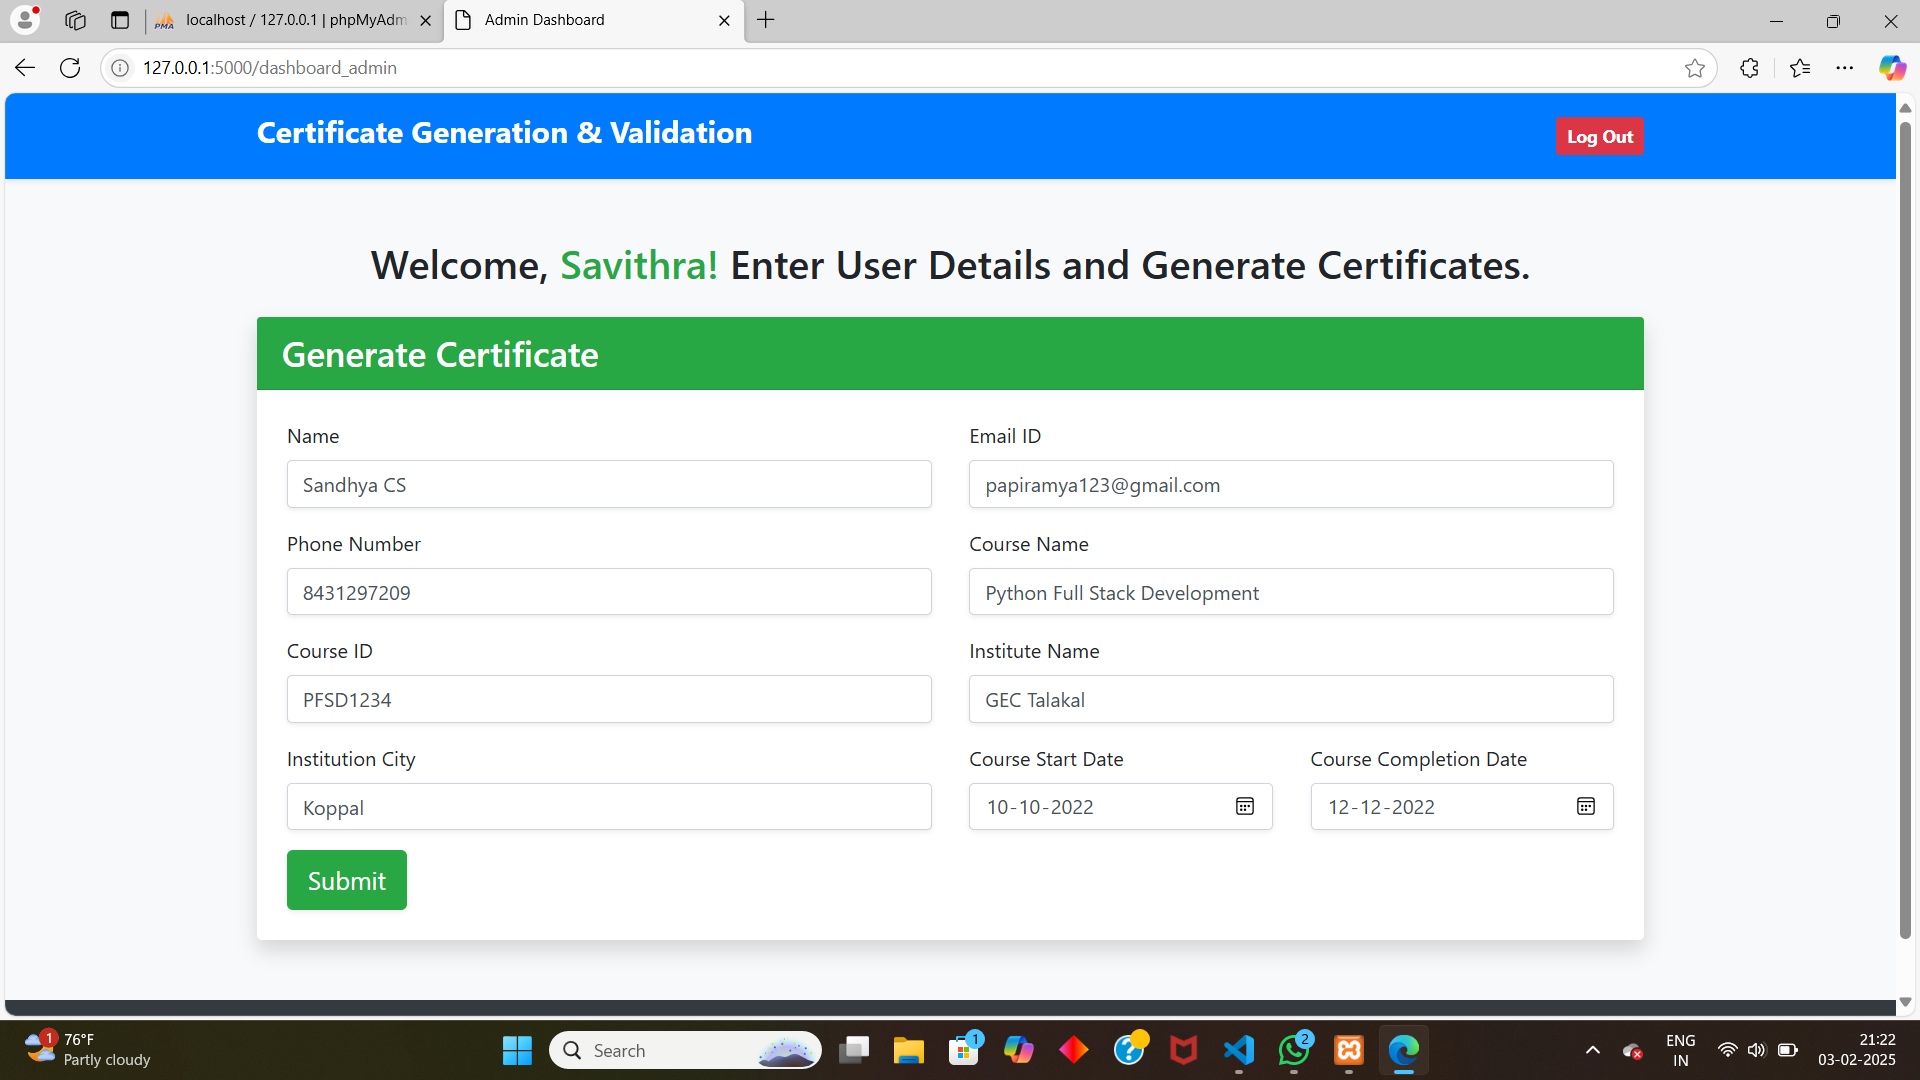 localhost / 127.0.0.1 | phpMyAdm
Admin Dashboard
127.0.0.1:5000/dashboard_admin
Certificate Generation & Validation
Log Out
Welcome, Savithra! Enter User Details and Generate Certificates.
Generate Certificate
Name
Email ID
Sandhya CS
papiramya123@gmail.com
Phone Number
Course Name
8431297209
Python Full Stack Development
Course ID
Institute Name
PFSD1234
GEC Talakal
Institution City
Course Start Date
Course Completion Date
Koppal
10-10-2022
12-12-2022
Submit
1
76°F
Partly cloudy
Search
1
2
ENG
IN
21:22
03-02-2025